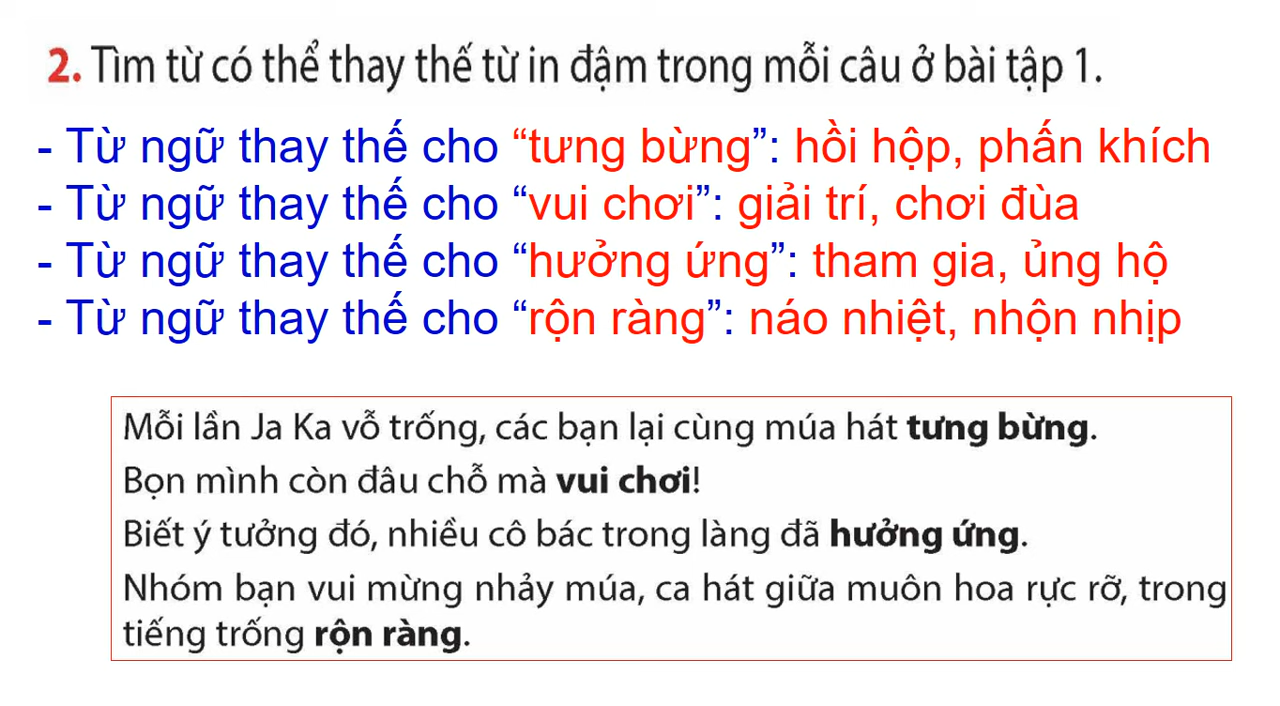 2. Tìm từ có thể thay thế từ in đậm trong mỗi câu ở bài tập 1.
- Từ ngữ thay thế cho “tưng bừng”: hồi hộp, phấn khích
- Từ ngữ thay thế cho “vui chơi”: giải trí, chơi đùa
- Từ ngữ thay thế cho “hưởng ứng”: tham gia, ủng hộ
- Từ ngữ thay thế cho “rộn ràng”: náo nhiệt, nhộn nhịp
Mỗi lần Ja Ka vỗ trống, các bạn lại cùng múa hát tưng bừng.
Bọn mình còn đâu chỗ mà vui chơi!
Biết ý tưởng đó, nhiều cô bác trong làng đã hưởng ứng.
Nhóm bạn vui mừng nhảy múa, ca hát giữa muôn hoa rực rỡ, trong
tiếng trống rộn ràng.